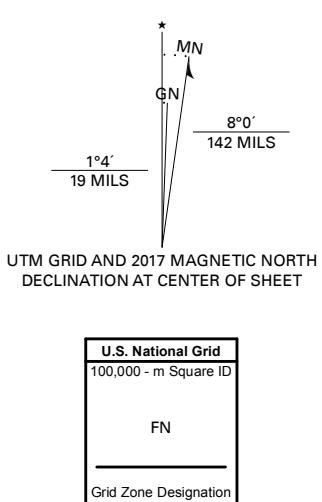 ★
MN
GN
8°0´
142 MILS
1°4´
19 MILS
UTM GRID AND 2017 MAGNETIC NORTH
DECLINATION AT CENTER OF SHEET
U.S. National Grid
100,000 - m Square ID
FN
Grid Zone Designation